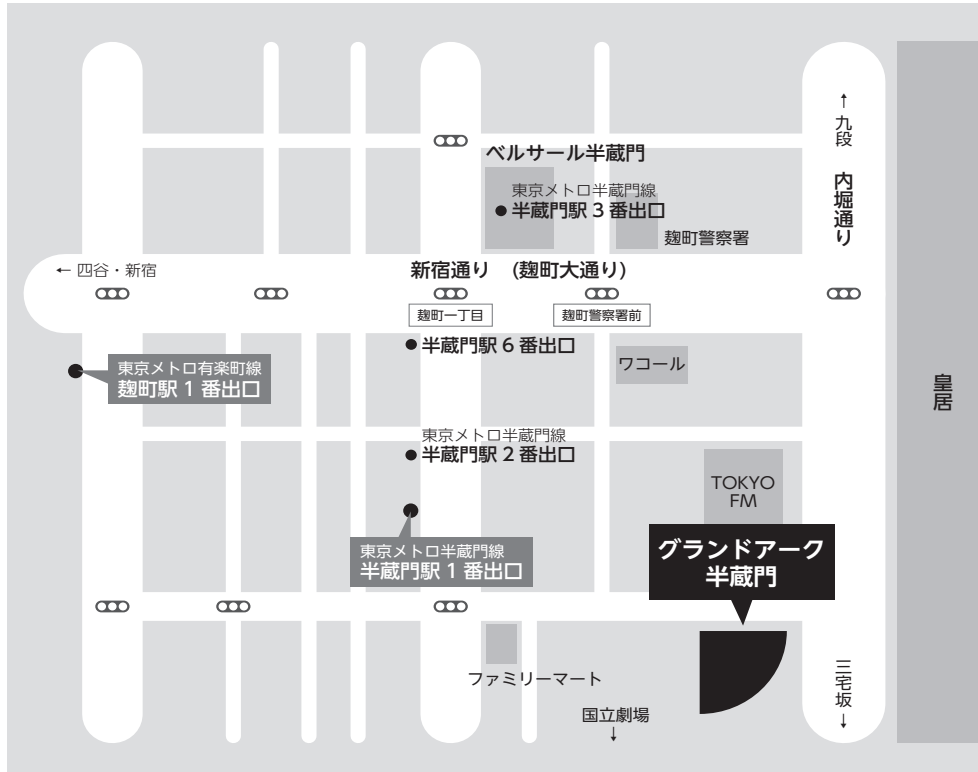 ↑
九段
内堀通り
ベルサール半蔵門
東京メトロ半蔵門線
半蔵門駅3番出口
麹町警察署
← 四谷・新宿
新宿通り (麹町大通り)
麹町一丁目
麹町警察署前
半蔵門駅6番出口
ワコール
東京メトロ有楽町線
麹町駅1番出口
皇居
東京メトロ半蔵門線
半蔵門駅2番出口
TOKYO
FM
東京メトロ半蔵門線
半蔵門駅1番出口
グランドアーク
半蔵門
ファミリーマート
国立劇場
↓
三宅坂
↓